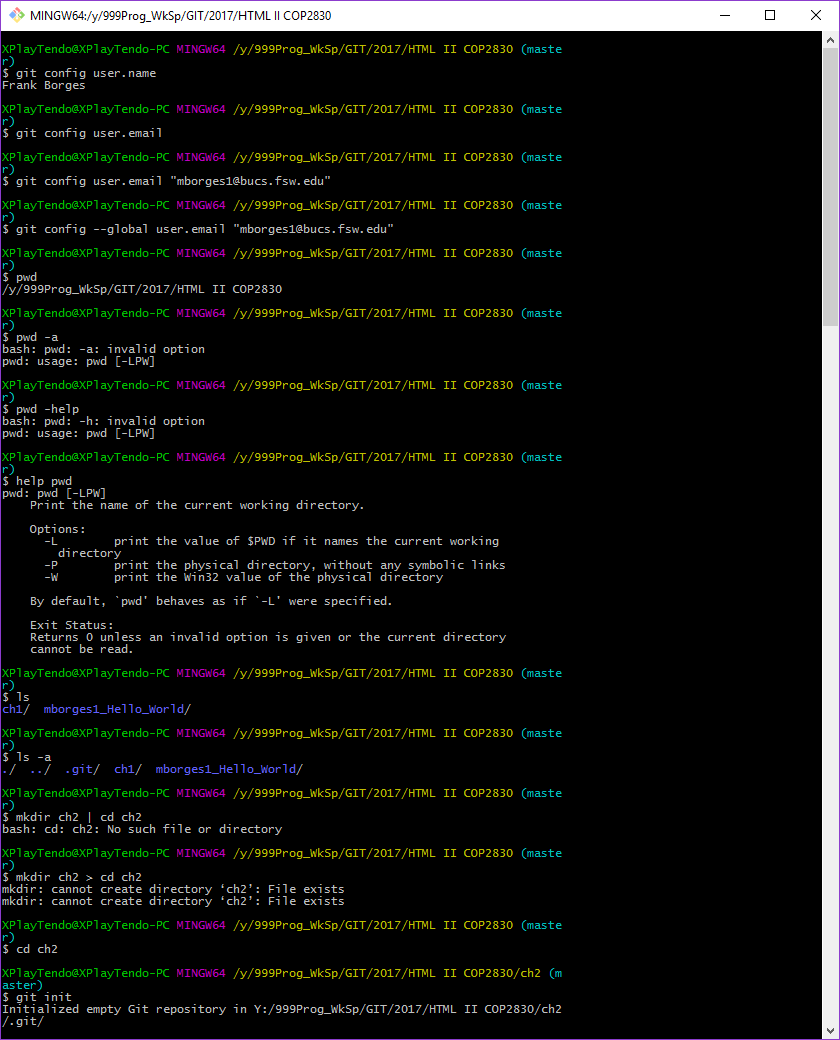 MINGW64:/y/999Prog_WkSp/GIT/2017/HTML II COP2830
XPlayTendo@XPlayTendo-PC MINGW64 /y/999Prog_WkSp/GIT/2017/HTML II COP2830 (maste
r)
$ git config user.name
Frank Borges
XPlayTendo@XPlayTendo-PC MINGW64 /y/999Prog_WkSp/GIT/2017/HTML II COP2830 (maste
r)
$ git config user.email
XPlayTendo@XPlayTendo-PC MINGW64 /y/999Prog_WkSp/GIT/2017/HTML II COP2830 (maste
r)
$ git config user.email "mborges1@bucs.fsw.edu"
XPlayTendo@XPlayTendo-PC MINGW64 /y/999Prog_WkSp/GIT/2017/HTML II COP2830 (maste
r)
$ git config --global user.email "mborges1@bucs.fsw.edu"
XPlayTendo@XPlayTendo-PC MINGW64 /y/999Prog_WkSp/GIT/2017/HTML II COP2830 (maste
r)
$ pwd
/y/999Prog_WkSp/GIT/2017/HTML II COP2830
XPlayTendo@XPlayTendo-PC MINGW64 /y/999Prog_WkSp/GIT/2017/HTML II COP2830 (maste
r)
$ pwd -a
bash: pwd: -a: invalid option
pwd: usage: pwd [-LPW]
XPlayTendo@XPlayTendo-PC MINGW64 /y/999Prog_WkSp/GIT/2017/HTML II COP2830 (maste
r)
$ pwd -help
bash: pwd: -h: invalid option
pwd: usage: pwd [-LPW]
XPlayTendo@XPlayTendo-PC MINGW64 /y/999Prog_WkSp/GIT/2017/HTML II COP2830 (maste
r)
$ help pwd
pwd: pwd [-LPW]
    Print the name of the current working directory.
    Options:
      -L        print the value of $PWD if it names the current working
        directory
      -P        print the physical directory, without any symbolic links
      -W        print the Win32 value of the physical directory
    By default, `pwd' behaves as if `-L' were specified.
    Exit Status:
    Returns 0 unless an invalid option is given or the current directory
    cannot be read.
XPlayTendo@XPlayTendo-PC MINGW64 /y/999Prog_WkSp/GIT/2017/HTML II COP2830 (maste
r)
$ ls
ch1/  mborges1_Hello_World/
XPlayTendo@XPlayTendo-PC MINGW64 /y/999Prog_WkSp/GIT/2017/HTML II COP2830 (maste
r)
$ ls -a
./  ../  .git/  ch1/  mborges1_Hello_World/
XPlayTendo@XPlayTendo-PC MINGW64 /y/999Prog_WkSp/GIT/2017/HTML II COP2830 (maste
r)
$ mkdir ch2 | cd ch2
bash: cd: ch2: No such file or directory
XPlayTendo@XPlayTendo-PC MINGW64 /y/999Prog_WkSp/GIT/2017/HTML II COP2830 (maste
r)
$ mkdir ch2 > cd ch2
mkdir: cannot create directory ‘ch2’: File exists
mkdir: cannot create directory ‘ch2’: File exists
XPlayTendo@XPlayTendo-PC MINGW64 /y/999Prog_WkSp/GIT/2017/HTML II COP2830 (maste
r)
$ cd ch2
XPlayTendo@XPlayTendo-PC MINGW64 /y/999Prog_WkSp/GIT/2017/HTML II COP2830/ch2 (m
aster)
$ git init
Initialized empty Git repository in Y:/999Prog_WkSp/GIT/2017/HTML II COP2830/ch2
/.git/